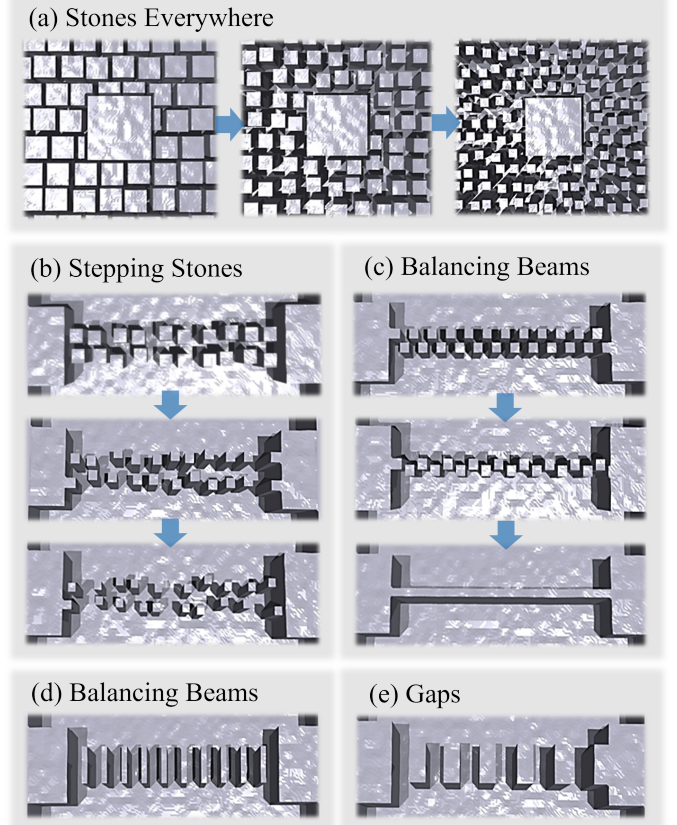 (a) Stones Everywhere
(b) Stepping Stones
(c) Balancing Beams
(d) Balancing Beams
(e) Gaps